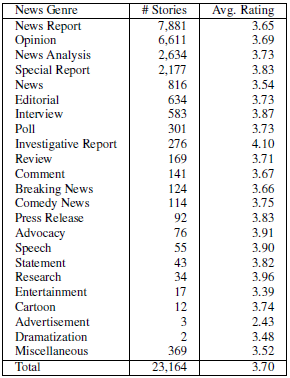 News Genre # Stories Avg. Rating
News Report 7,881 3.65
Opinion 6,611 3.69
News Analysis 2,634 3.73
Special Report 2,177 3.83
News 816 3.54
Editorial 634 3.73
Interview 583 3.87
Poll 301 3.73
Investigative Report 276 4.10
Review 169 3.71
Comment 141 3.67
Breaking News 124 3.66
Comedy News 114 3.75
Press Release 92 3.83
Advocacy 76 3.91
Speech 55 3.90
Statement 43 3.82
Research 34 3.96
Entertainment 17 3.39
Cartoon 12 3.74
Advertisement 3 2.43
Dramatization 2 3.48
Miscellaneous 369 3.52
Total 23,164 3.70